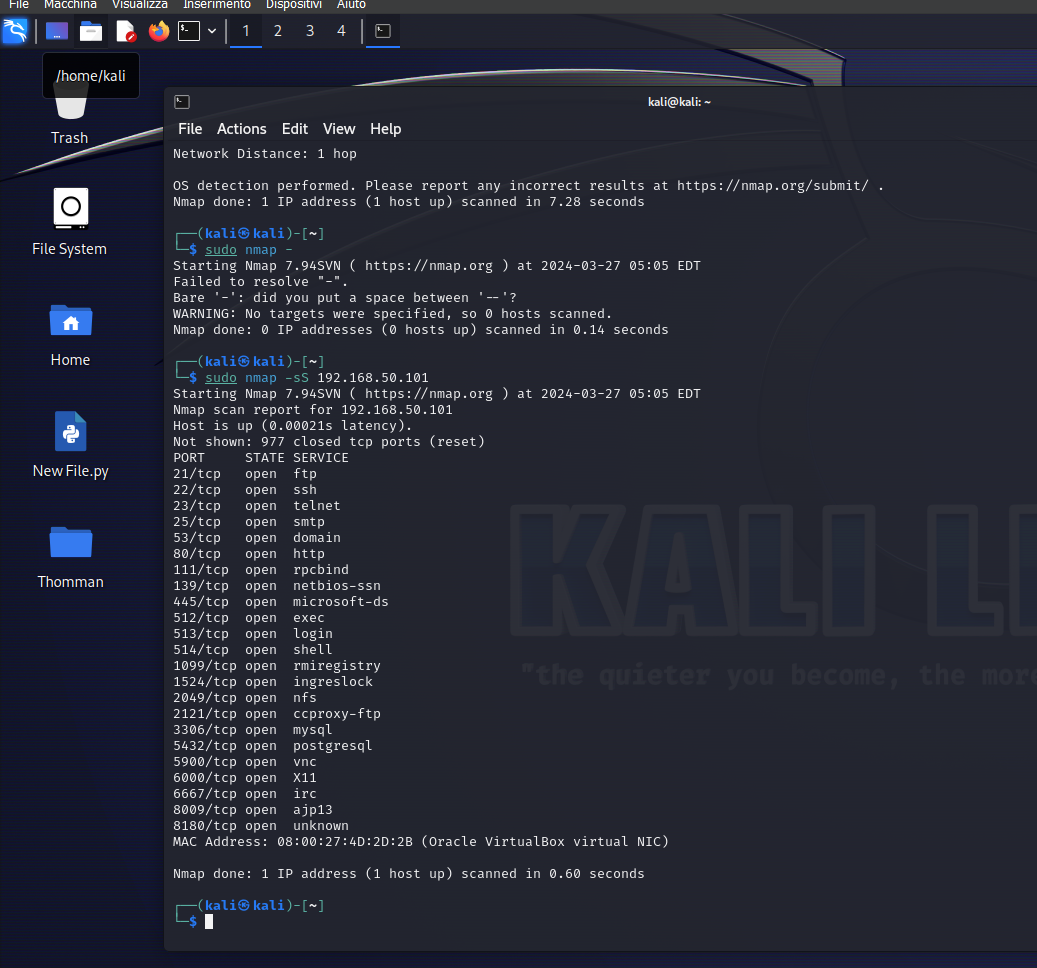 File Macchina Visualizza Inserimento Dispositivi Aiuto
1 2 3 4
/home/kali
Trash
File System
Home
New File.py
Thomman
kali@kali: ~
File Actions Edit View Help
Network Distance: 1 hop
OS detection performed. Please report any incorrect results at https://nmap.org/submit/ .
Nmap done: 1 IP address (1 host up) scanned in 7.28 seconds
┌──(kali㉿kali)-[~]
└─$ sudo nmap -
Starting Nmap 7.94SVN ( https://nmap.org ) at 2024-03-27 05:05 EDT
Failed to resolve "-".
Bare '-': did you put a space between '--'?
WARNING: No targets were specified, so 0 hosts scanned.
Nmap done: 0 IP addresses (0 hosts up) scanned in 0.14 seconds
┌──(kali㉿kali)-[~]
└─$ sudo nmap -sS 192.168.50.101
Starting Nmap 7.94SVN ( https://nmap.org ) at 2024-03-27 05:05 EDT
Nmap scan report for 192.168.50.101
Host is up (0.00021s latency).
Not shown: 977 closed tcp ports (reset)
PORT     STATE SERVICE
21/tcp   open  ftp
22/tcp   open  ssh
23/tcp   open  telnet
25/tcp   open  smtp
53/tcp   open  domain
80/tcp   open  http
111/tcp  open  rpcbind
139/tcp  open  netbios-ssn
445/tcp  open  microsoft-ds
512/tcp  open  exec
513/tcp  open  login
514/tcp  open  shell
1099/tcp open  rmiregistry
1524/tcp open  ingreslock
2049/tcp open  nfs
2121/tcp open  ccproxy-ftp
3306/tcp open  mysql
5432/tcp open  postgresql
5900/tcp open  vnc
6000/tcp open  X11
6667/tcp open  irc
8009/tcp open  ajp13
8180/tcp open  unknown
MAC Address: 08:00:27:4D:2D:2B (Oracle VirtualBox virtual NIC)
Nmap done: 1 IP address (1 host up) scanned in 0.60 seconds
┌──(kali㉿kali)-[~]
└─$
KALI LI
"the quieter you become, the more